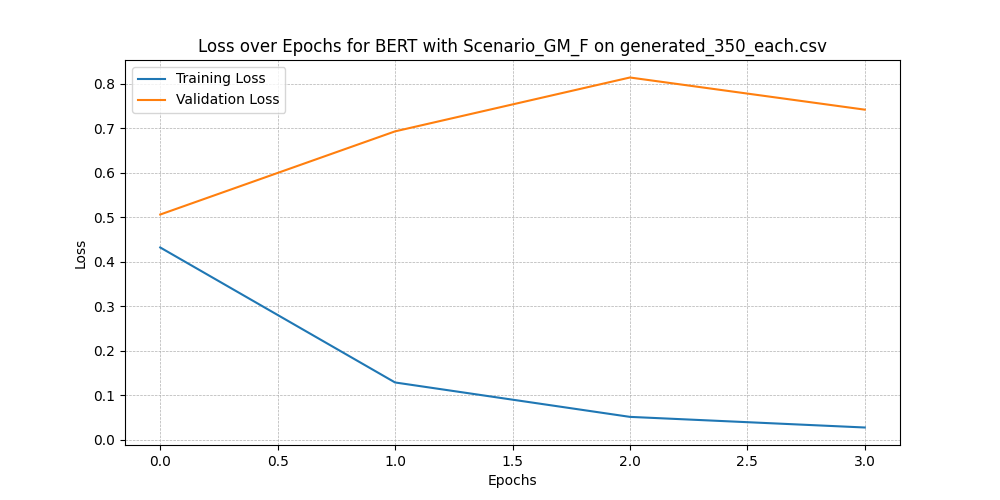 Loss over Epochs for BERT with Scenario_GM_F on generated_350_each.csv
Training Loss
Validation Loss
0.8
0.7
0.6
0.5
0.4
0.3
0.2
0.1
0.0
Loss
0.0 0.5 1.0 1.5 2.0 2.5 3.0
Epochs